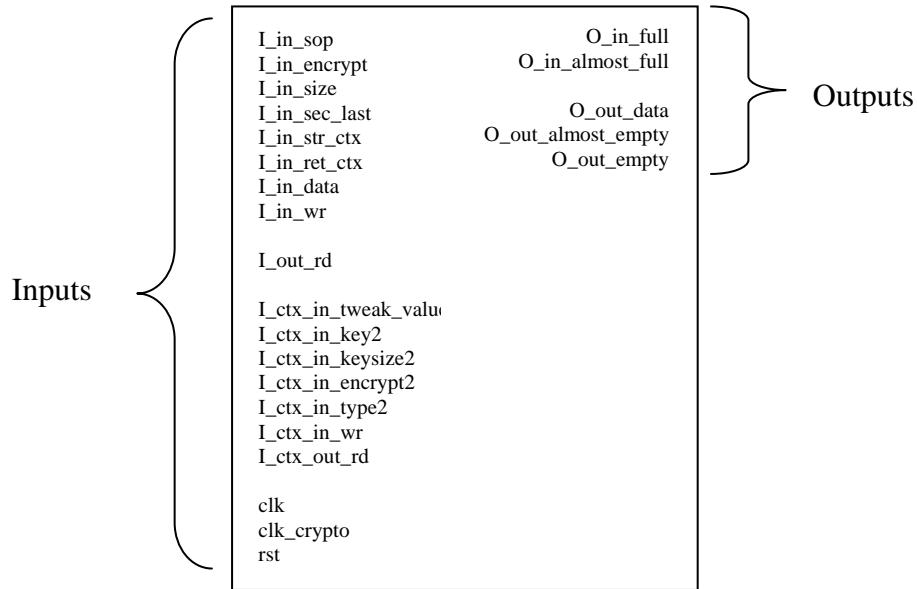 Inputs
I_in_sop
I_in_encrypt
I_in_size
I_in_sec_last
I_in_str_ctx
I_in_ret_ctx
I_in_data
I_in_wr
I_out_rd
I_ctx_in_tweak_valu
I_ctx_in_key2
I_ctx_in_keysize2
I_ctx_in_encrypt2
I_ctx_in_type2
I_ctx_in_wr
I_ctx_out_rd
clk
clk_crypto
rst
O_in_full
O_in_almost_full
O_out_data
O_out_almost_empty
O_out_empty
Outputs